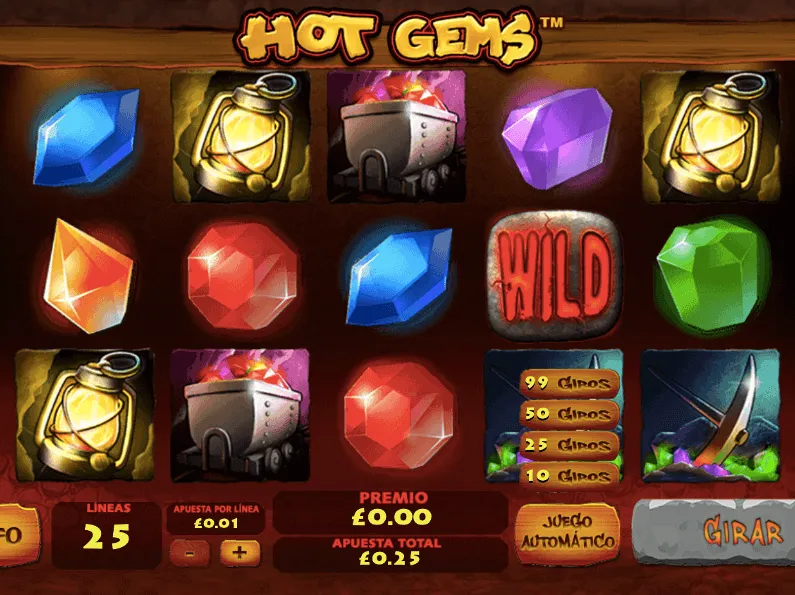 HOT GEMS™
WILD
99 GIROS
50 GIROS
25 GIROS
10 GIROS
LÍNEAS
25
APUESTA POR LÍNEA
£0.01
-
+
PREMIO
£0.00
APUESTA TOTAL
£0.25
JUEGO
AUTOMÁTICO
GIRAR
FO